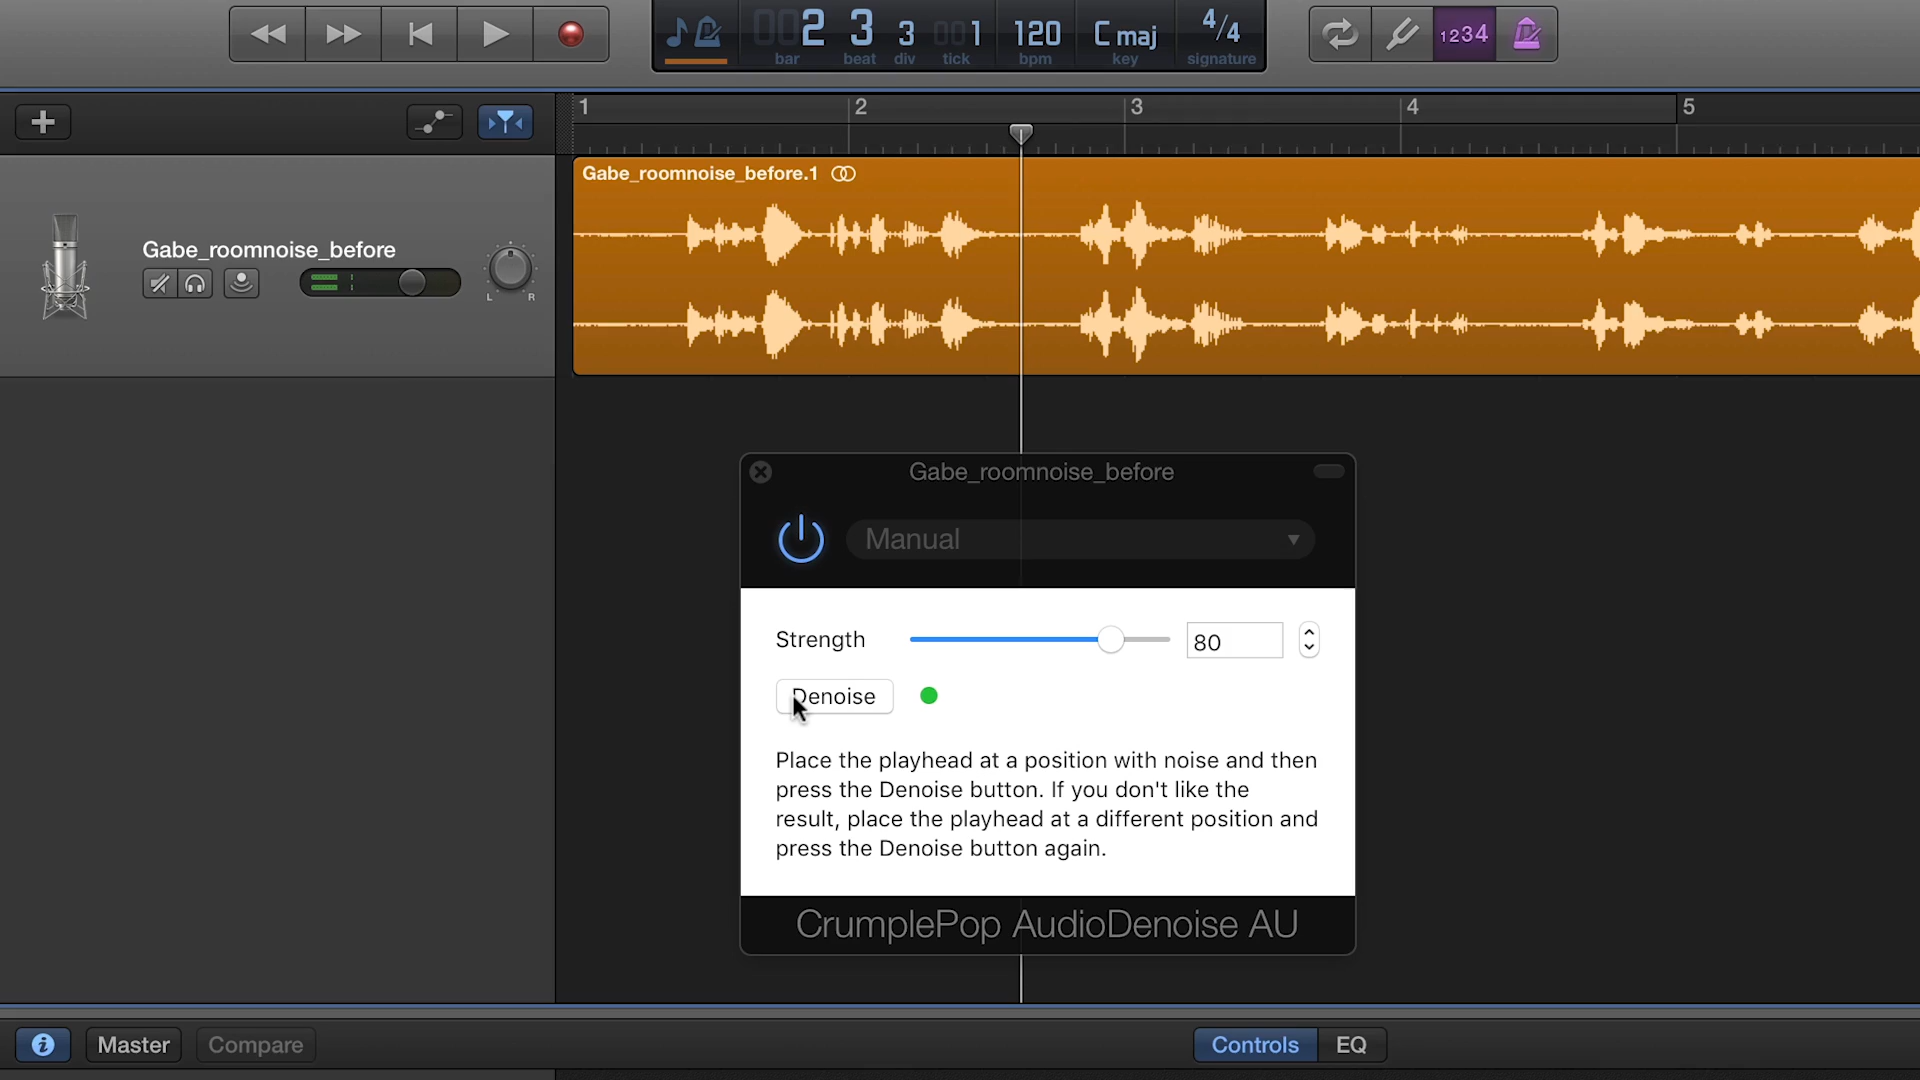 002 3 3 001 120 C maj 4/4
bar beat div tick bpm key signature
1234
1 2 3 4 5
Gabe_roomnoise_before.1
Gabe_roomnoise_before
L R
Gabe_roomnoise_before
Manual
Strength 80
Denoise
Place the playhead at a position with noise and then
press the Denoise button. If you don't like the
result, place the playhead at a different position and
press the Denoise button again.
CrumplePop AudioDenoise AU
Master Compare Controls EQ